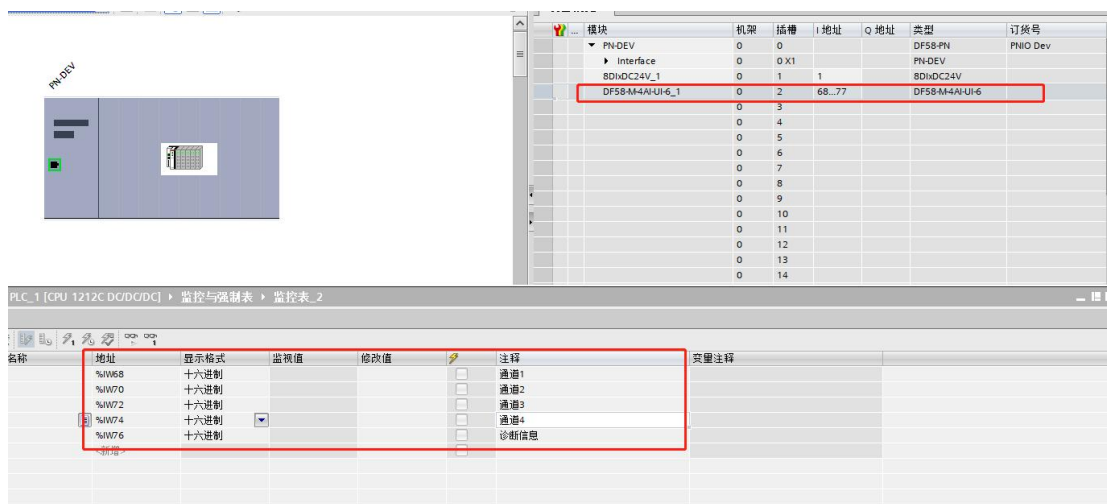 模块 机架 插槽 I 地址 Q 地址 类型 订货号
PN-DEV 0 0 DF58-PN PNIO Dev
Interface 0 0 X1 PN-DEV
8DIxDC24V_1 0 1 1 8DIxDC24V
DF58-M-4AI-UI-6_1 0 2 68...77 DF58-M-4AI-UI-6
0 3
0 4
0 5
0 6
0 7
0 8
0 9
0 10
0 11
0 12
0 13
0 14
PN-DEV
PLC_1 [CPU 1212C DC/DC/DC] 监控与强制表 监控表_2
名称 地址 显示格式 监视值 修改值 注释 变量注释
%IW68 十六进制 通道1
%IW70 十六进制 通道2
%IW72 十六进制 通道3
%IW74 十六进制 通道4
%IW76 十六进制 诊断信息
<新增>